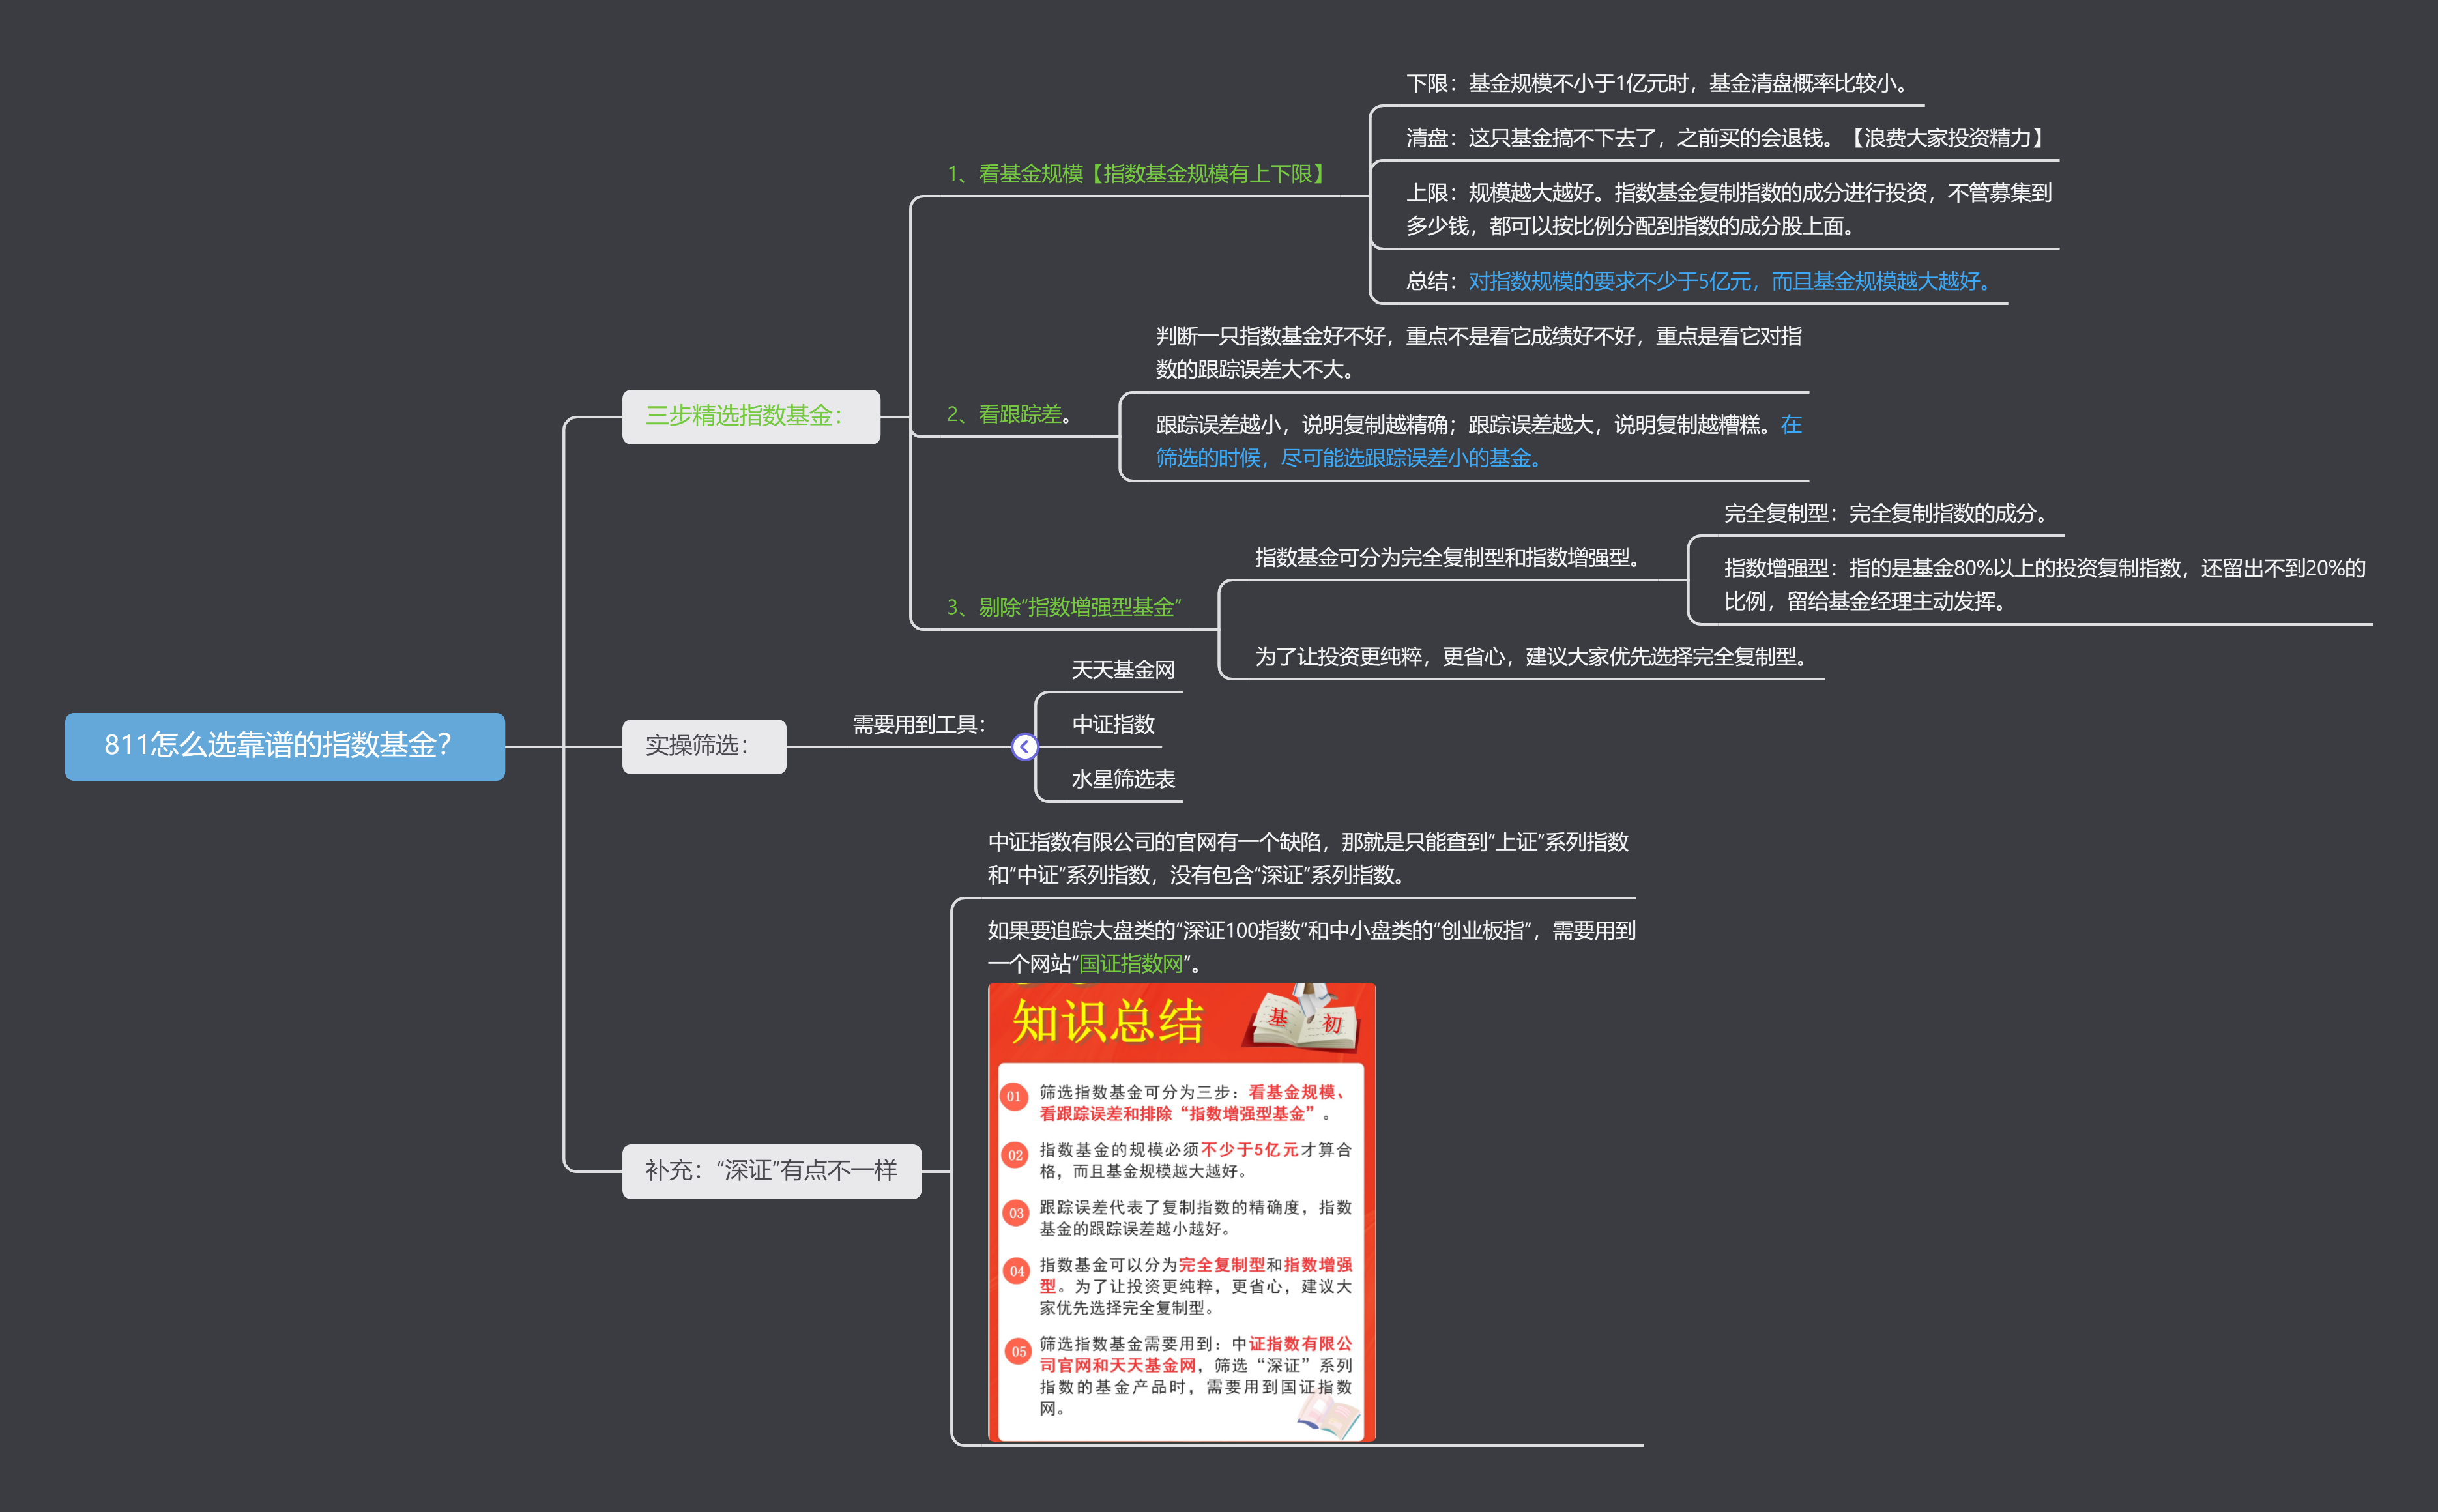 811怎么选靠谱的指数基金？
三步精选指数基金：
1、看基金规模【指数基金规模有上下限】
下限：基金规模不小于1亿元时，基金清盘概率比较小。
清盘：这只基金搞不下去了，之前买的会退钱。【浪费大家投资精力】
上限：规模越大越好。指数基金复制指数的成分进行投资，不管募集到
多少钱，都可以按比例分配到指数的成分股上面。
总结：对指数规模的要求不少于5亿元，而且基金规模越大越好。
2、看跟踪差。
判断一只指数基金好不好，重点不是看它成绩好不好，重点是看它对指
数的跟踪误差大不大。
跟踪误差越小，说明复制越精确；跟踪误差越大，说明复制越糟糕。在
筛选的时候，尽可能选跟踪误差小的基金。
3、剔除“指数增强型基金”
指数基金可分为完全复制型和指数增强型。
完全复制型：完全复制指数的成分。
指数增强型：指的是基金80%以上的投资复制指数，还留出不到20%的
比例，留给基金经理主动发挥。
为了让投资更纯粹，更省心，建议大家优先选择完全复制型。
实操筛选：
需要用到工具：
天天基金网
中证指数
水星筛选表
补充：“深证”有点不一样
中证指数有限公司的官网有一个缺陷，那就是只能查到“上证”系列指数
和“中证”系列指数，没有包含“深证”系列指数。
如果要追踪大盘类的“深证100指数”和中小盘类的“创业板指”，需要用到
一个网站“国证指数网”。
知识总结
基 初
01 筛选指数基金可分为三步：看基金规模、
看跟踪误差和排除“指数增强型基金”。
02 指数基金的规模必须不少于5亿元才算合
格，而且基金规模越大越好。
03 跟踪误差代表了复制指数的精确度，指数
基金的跟踪误差越小越好。
04 指数基金可以分为完全复制型和指数增强
型。为了让投资更纯粹，更省心，建议大
家优先选择完全复制型。
05 筛选指数基金需要用到：中证指数有限公
司官网和天天基金网，筛选“深证”系列
指数的基金产品时，需要用到国证指数
网。